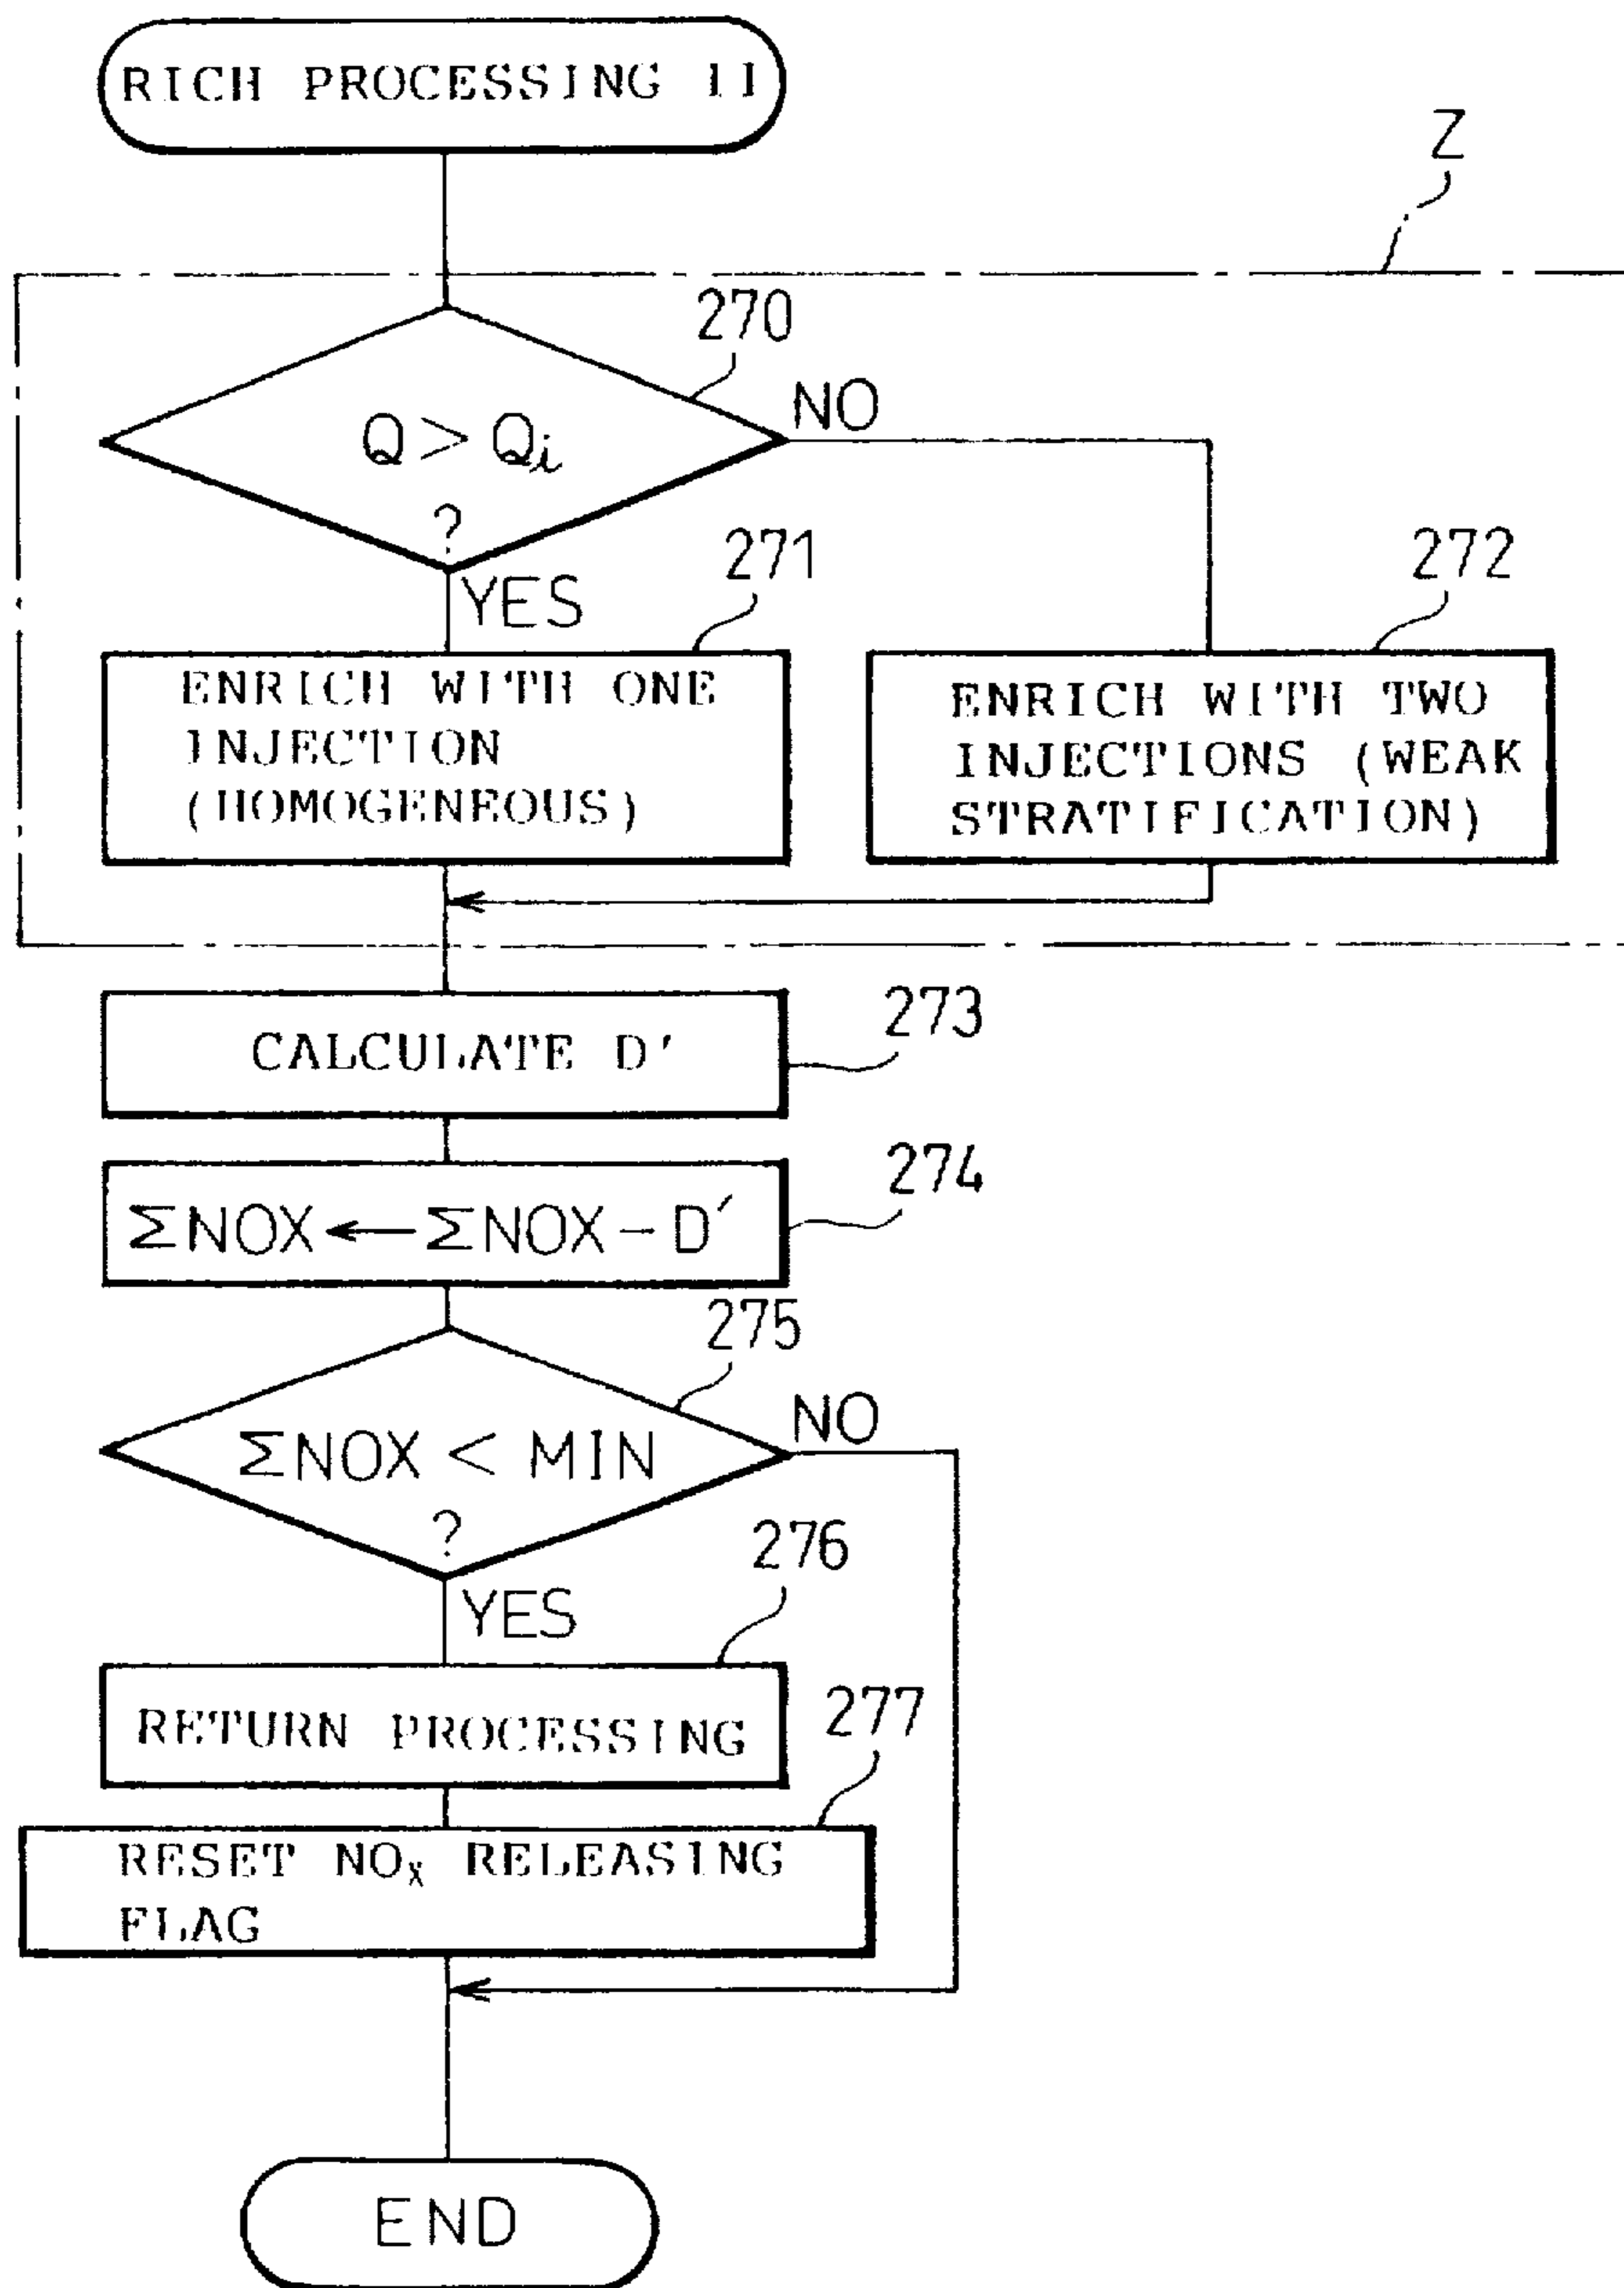 RICH PROCESSING II
Z
270
Q > Qi
?
NO
YES
271
272
ENRICH WITH ONE
INJECTION
(HOMOGENEOUS)
ENRICH WITH TWO
INJECTIONS (WEAK
STRATIFICATION)
273
CALCULATE D'
274
ΣNOX ← ΣNOX - D'
275
ΣNOX < MIN
?
NO
YES
276
RETURN PROCESSING
277
RESET NOx RELEASING
FLAG
END